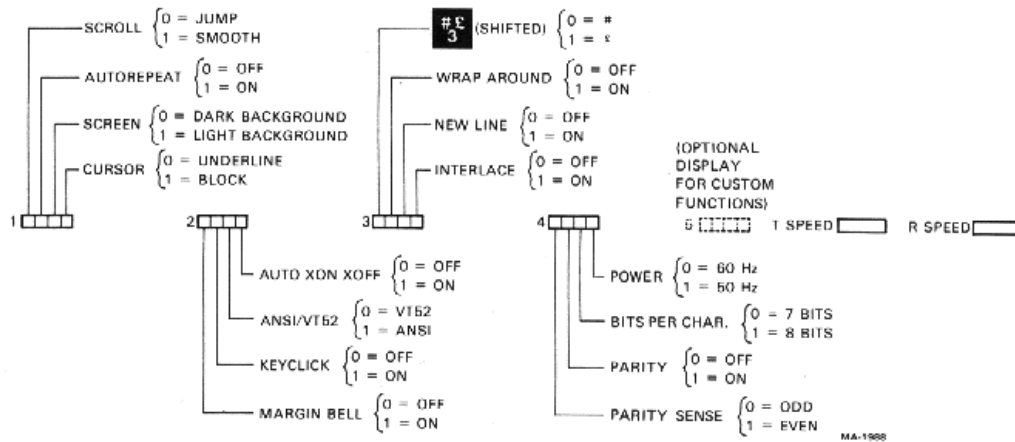 SCROLL { 0 = JUMP
1 = SMOOTH
AUTOREPEAT { 0 = OFF
1 = ON
SCREEN { 0 = DARK BACKGROUND
1 = LIGHT BACKGROUND
CURSOR { 0 = UNDERLINE
1 = BLOCK
1
2
AUTO XON XOFF { 0 = OFF
1 = ON
ANSI/VT52 { 0 = VT52
1 = ANSI
KEYCLICK { 0 = OFF
1 = ON
MARGIN BELL { 0 = OFF
1 = ON
# £
3
(SHIFTED) { 0 = #
1 = £
WRAP AROUND { 0 = OFF
1 = ON
NEW LINE { 0 = OFF
1 = ON
INTERLACE { 0 = OFF
1 = ON
3
4
POWER { 0 = 60 Hz
1 = 50 Hz
BITS PER CHAR. { 0 = 7 BITS
1 = 8 BITS
PARITY { 0 = OFF
1 = ON
PARITY SENSE { 0 = ODD
1 = EVEN
(OPTIONAL
DISPLAY
FOR CUSTOM
FUNCTIONS)
5
T SPEED
R SPEED
MA-1988